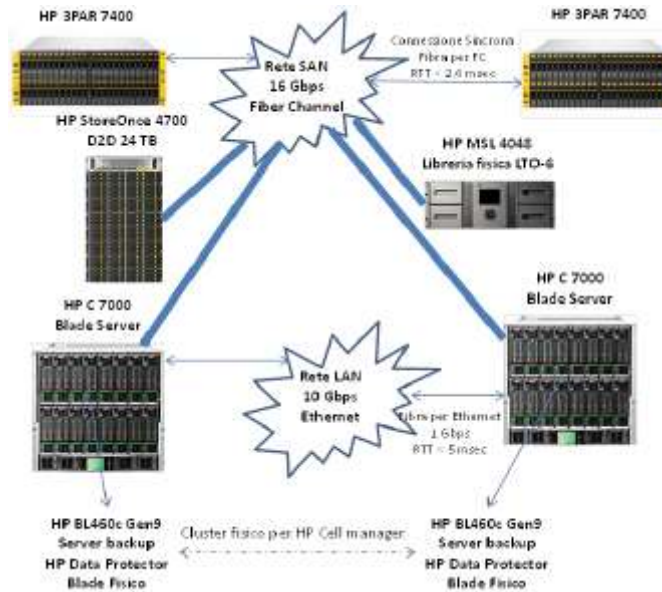 HP 3PAR 7400
HP 3PAR 7400
Rete SAN
16 Gbps
Fiber Channel
Connessione Sincrona
Fibra per FC
RTT < 2,4 msec
HP StoreOnce 4700
D2D 24 TB
HP MSL 4048
Libreria fisica LTO-6
HP C 7000
Blade Server
HP C 7000
Blade Server
Rete LAN
10 Gbps
Ethernet
Fibra per Ethernet
1 Gbps
RTT < 5 msec
HP BL460c Gen9
Server backup
HP Data Protector
Blade Fisico
Cluster fisico per HP Cell manager
HP BL460c Gen9
Server backup
HP Data Protector
Blade Fisico